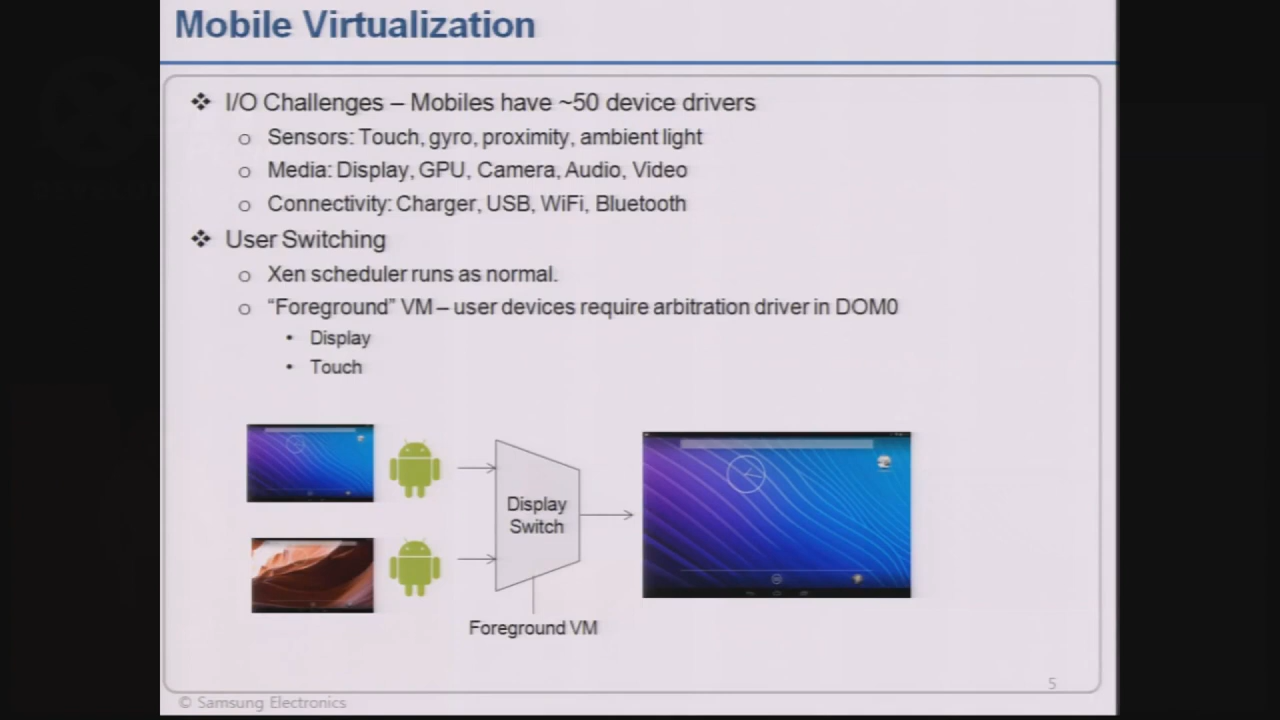 Mobile Virtualization
I/O Challenges – Mobiles have ~50 device drivers
Sensors: Touch, gyro, proximity, ambient light
Media: Display, GPU, Camera, Audio, Video
Connectivity: Charger, USB, WiFi, Bluetooth
User Switching
Xen scheduler runs as normal.
“Foreground” VM – user devices require arbitration driver in DOM0
Display
Touch
Display
Switch
Foreground VM
5
© Samsung Electronics